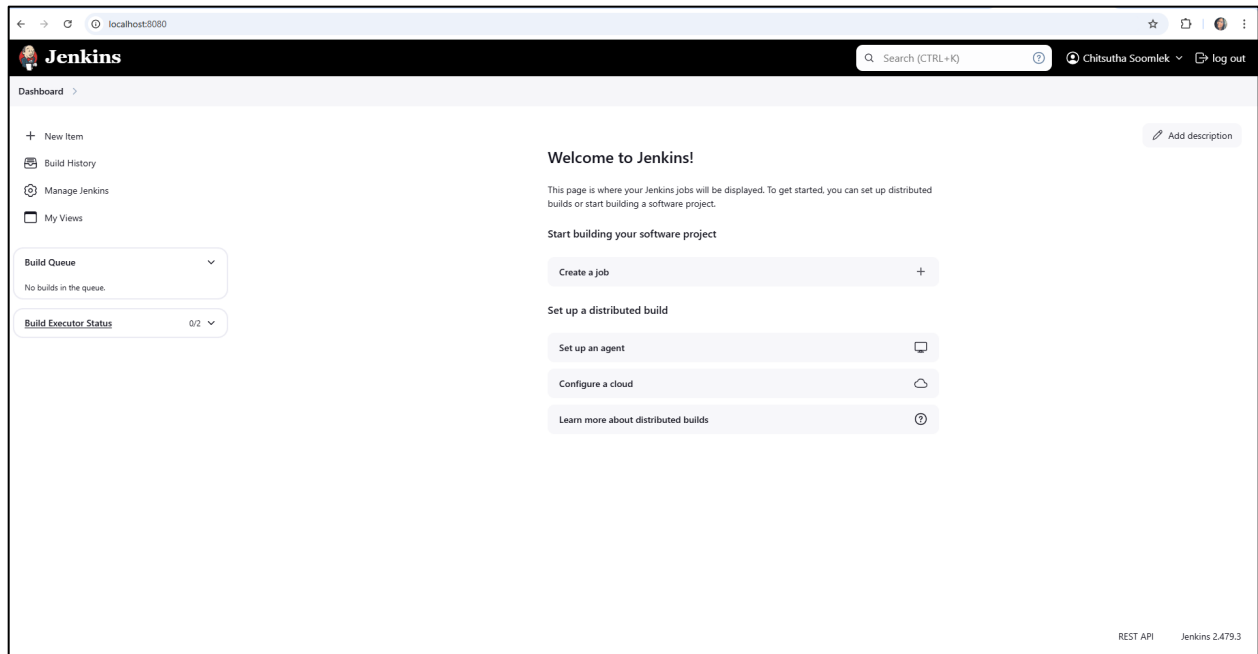 localhost:8080
Jenkins
Search (CTRL+K)
Chitsutha Soomlek
log out
Dashboard
New Item
Build History
Manage Jenkins
My Views
Build Queue
No builds in the queue.
Build Executor Status 0/2
Add description
Welcome to Jenkins!
This page is where your Jenkins jobs will be displayed. To get started, you can set up distributed
builds or start building a software project.
Start building your software project
Create a job
Set up a distributed build
Set up an agent
Configure a cloud
Learn more about distributed builds
REST API Jenkins 2.479.3